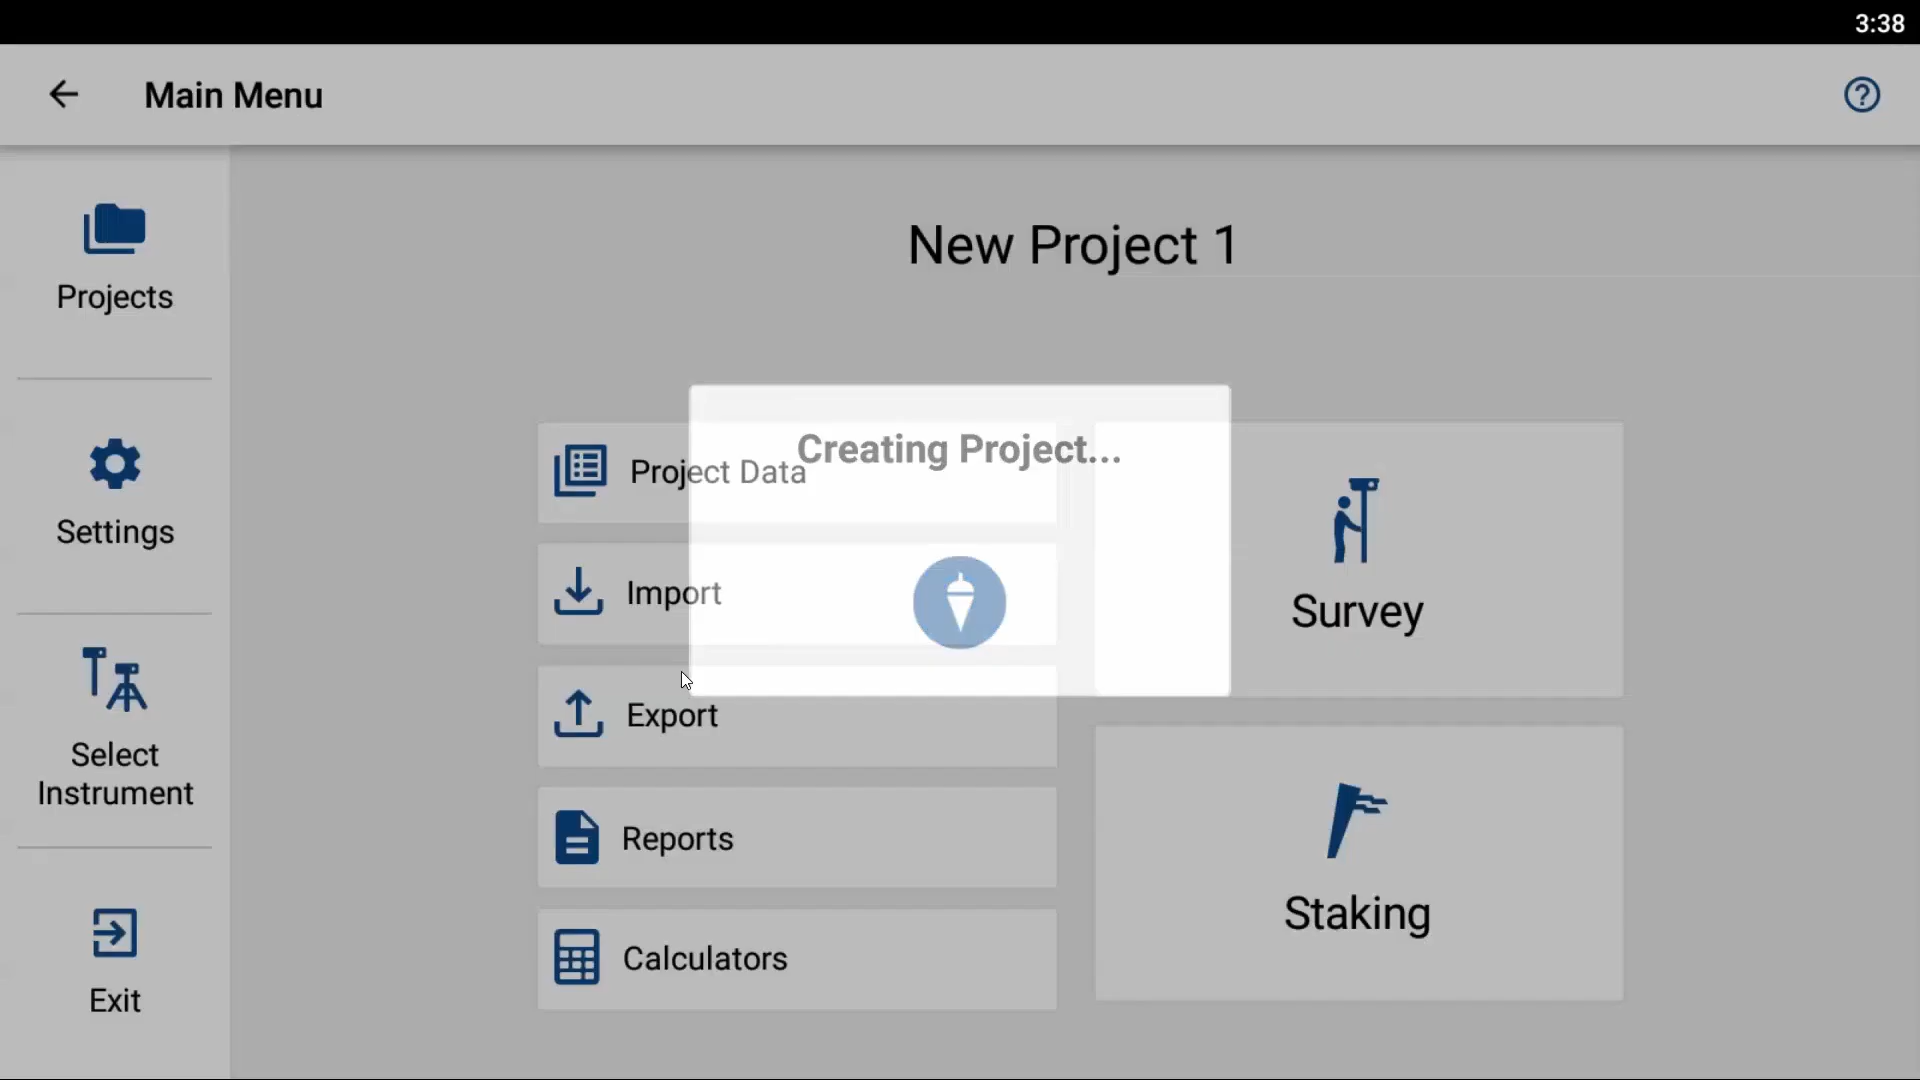 3:38
Main Menu
Projects
Settings
Select
Instrument
Exit
New Project 1
Creating Project...
Project Data
Import
Export
Reports
Calculators
Survey
Staking